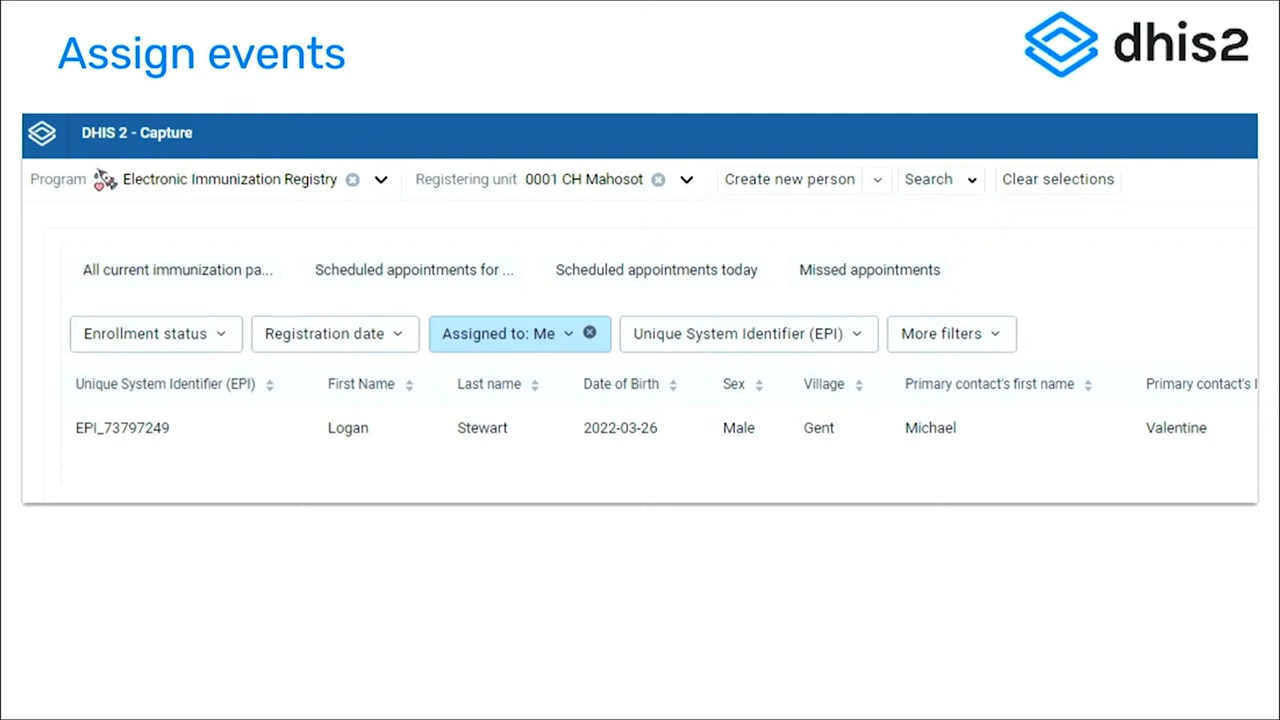 Assign events
dhis2
DHIS 2 - Capture
Program Electronic Immunization Registry Registering unit 0001 CH Mahosot Create new person Search Clear selections
All current immunization pa... Scheduled appointments for ... Scheduled appointments today Missed appointments
Enrollment status Registration date Assigned to: Me Unique System Identifier (EPI) More filters
Unique System Identifier (EPI) First Name Last name Date of Birth Sex Village Primary contact's first name Primary contact's l
EPI_73797249 Logan Stewart 2022-03-26 Male Gent Michael Valentine